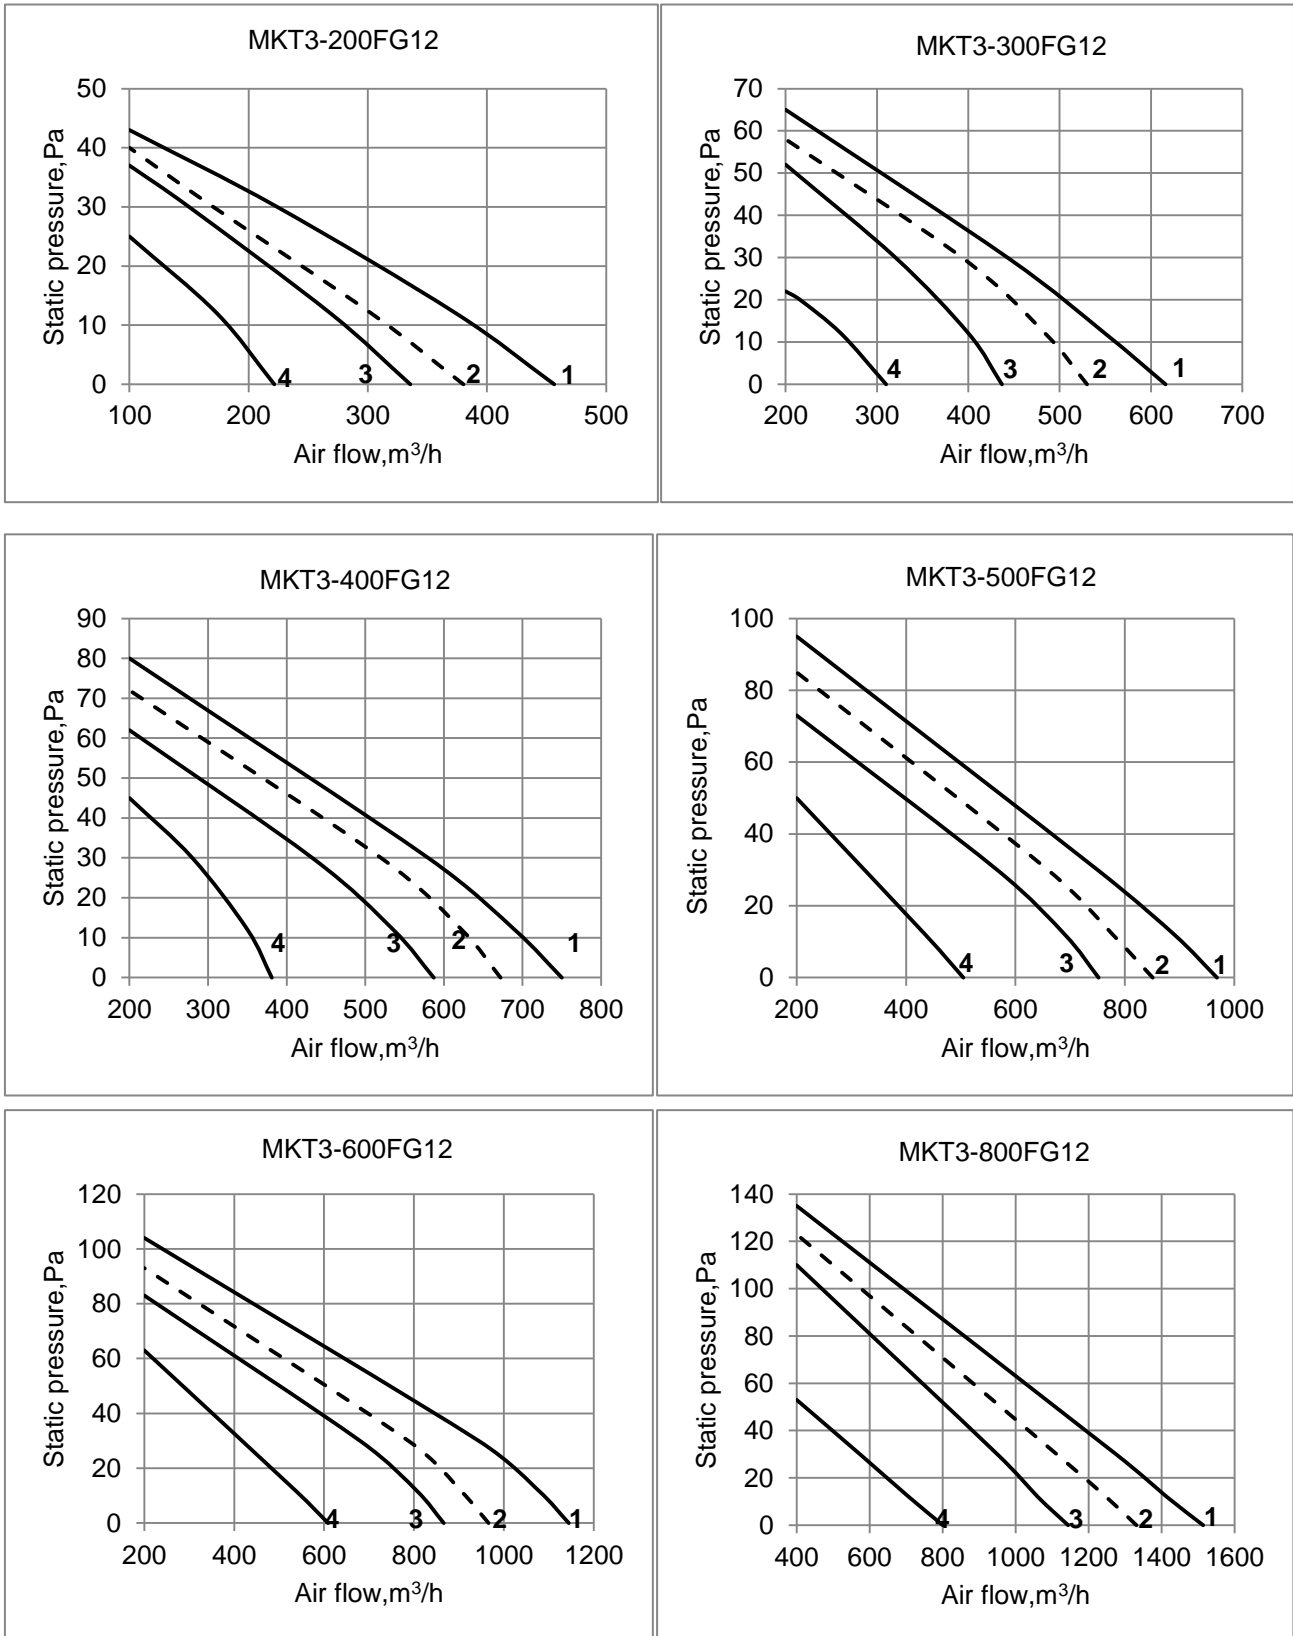 MKT3-200FG12
50
40
30
20
10
0
Static pressure,Pa
4
3
2
1
100 200 300 400 500
Air flow,m³/h
MKT3-300FG12
70
60
50
40
30
20
10
0
Static pressure,Pa
4
3
2
1
200 300 400 500 600 700
Air flow,m³/h
MKT3-400FG12
90
80
70
60
50
40
30
20
10
0
Static pressure,Pa
4
3
2
1
200 300 400 500 600 700 800
Air flow,m³/h
MKT3-500FG12
100
80
60
40
20
0
Static pressure,Pa
4
3
2
1
200 400 600 800 1000
Air flow,m³/h
MKT3-600FG12
120
100
80
60
40
20
0
Static pressure,Pa
4
3
2
1
200 400 600 800 1000 1200
Air flow,m³/h
MKT3-800FG12
140
120
100
80
60
40
20
0
Static pressure,Pa
4
3
2
1
400 600 800 1000 1200 1400 1600
Air flow,m³/h